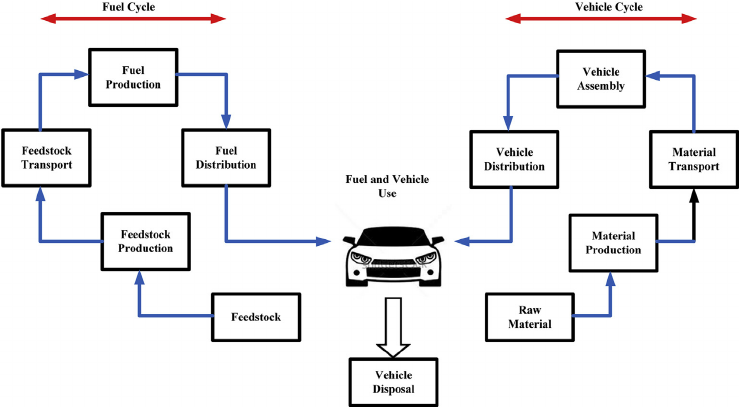 Fuel Cycle
Vehicle Cycle
Fuel
Production
Vehicle
Assembly
Feedstock
Transport
Fuel
Distribution
Vehicle
Distribution
Material
Transport
Fuel and Vehicle
Use
Feedstock
Production
Material
Production
Feedstock
Raw
Material
Vehicle
Disposal